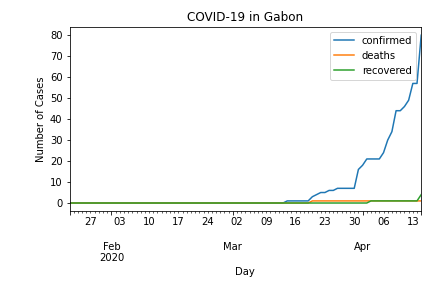 COVID-19 in Gabon
80
70
60
50
40
30
20
10
0
Number of Cases
confirmed
deaths
recovered
27 03 10 17 24 02 09 16 23 30 06 13
Feb Mar Apr
2020
Day